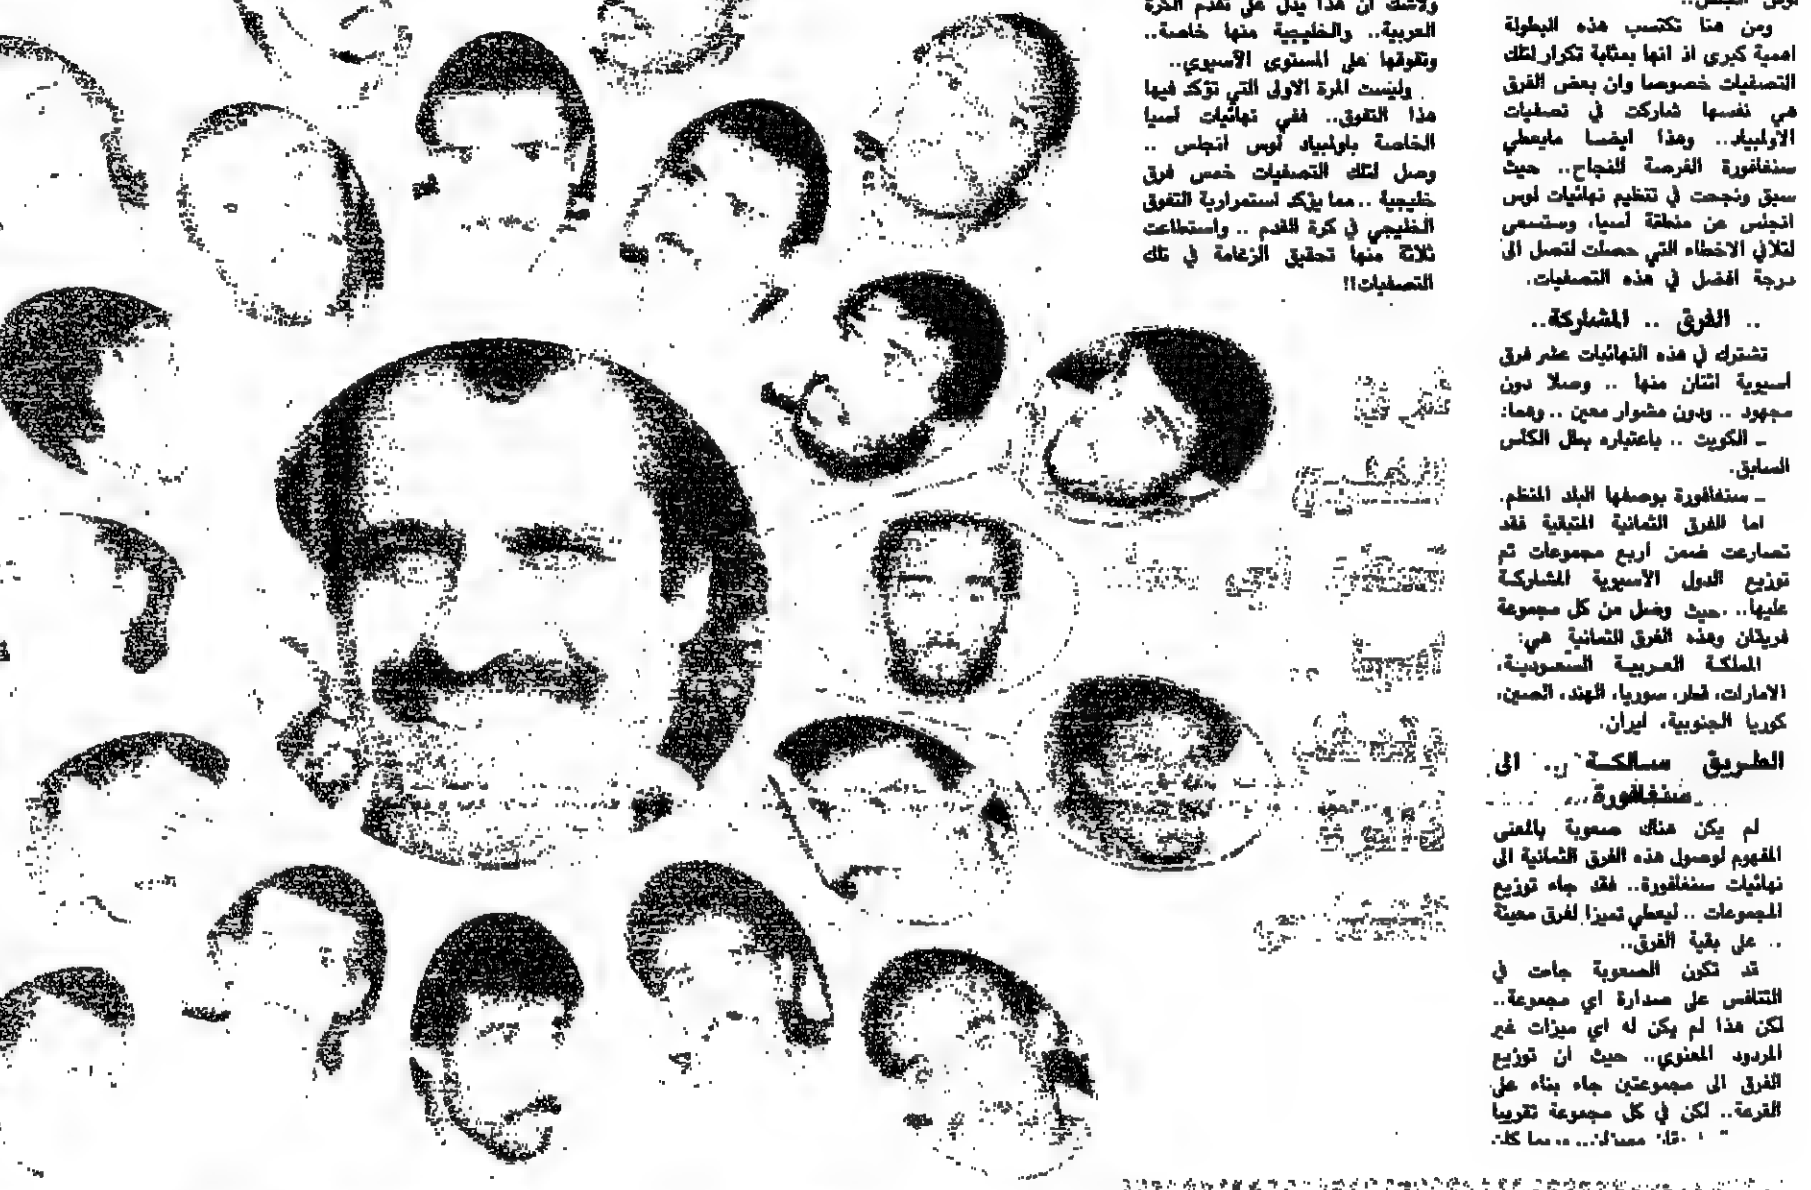 ومن هنا تكتسب هذه البطولة
اهمية كبرى اذ انها بمثابة تكرار لتلك
التصفيات خصوصا وان بعض الفرق
هي نفسها شاركت في تصفيات
الاولمبياد.. وهذا ايضا مايعطي
سنغافورة الفرصة للنجاح.. حيث
سبق ونجحت في تنظيم نهائيات لوس
انجلس عن منطقة آسيا، وستسعى
لتلافي الاخطاء التي حصلت لتصل الى
درجة افضل في هذه التصفيات.
.. الفرق .. المشاركة..
تشترك في هذه النهائيات عشر فرق
آسيوية اثنان منها .. وصلا دون
مجهود .. ودون مشوار معين .. وهما:
ـ الكويت .. باعتباره بطل الكأس
السابق.
ـ سنغافورة بوصفها البلد المنظم.
اما الفرق الثمانية المتبقية فقد
تصارعت ضمن اربع مجموعات تم
توزيع الدول الآسيوية المشاركة
عليها.. حيث وصل من كل مجموعة
فريقان وهذه الفرق الثمانية هي:
المملكة العربية السعودية،
الامارات، قطر، سوريا، الهند، الصين،
كوريا الجنوبية، ايران.
الطريق سالكة .. الى
سنغافورة
لم يكن هناك صعوبة بالمعنى
المفهوم لوصول هذه الفرق الثمانية الى
نهائيات سنغافورة.. فقد جاء توزيع
المجموعات .. ليعطي تميزا لفرق معينة
.. على بقية الفرق..
قد تكون الصعوبة جاءت في
التنافس على صدارة اي مجموعة..
لكن هذا لم يكن له اي ميزات غير
المردود المعنوي.. حيث ان توزيع
الفرق الى مجموعتين جاء بناء على
القرعة.. لكن في كل مجموعة تقريبا
ولاشك ان هذا يدل على تقدم الكرة
العربية.. والخليجية منها خاصة..
وتفوقها على المستوى الآسيوي..
وليست المرة الاولى التي تؤكد فيها
هذا التفوق.. ففي نهائيات آسيا
الخاصة باولمبياد لوس انجلس ..
وصل لتلك التصفيات خمس فرق
خليجية .. مما يؤكد استمرارية التفوق
الخليجي في كرة القدم .. واستطاعت
ثلاثة منها تحقيق الزعامة في تلك
التصفيات!!